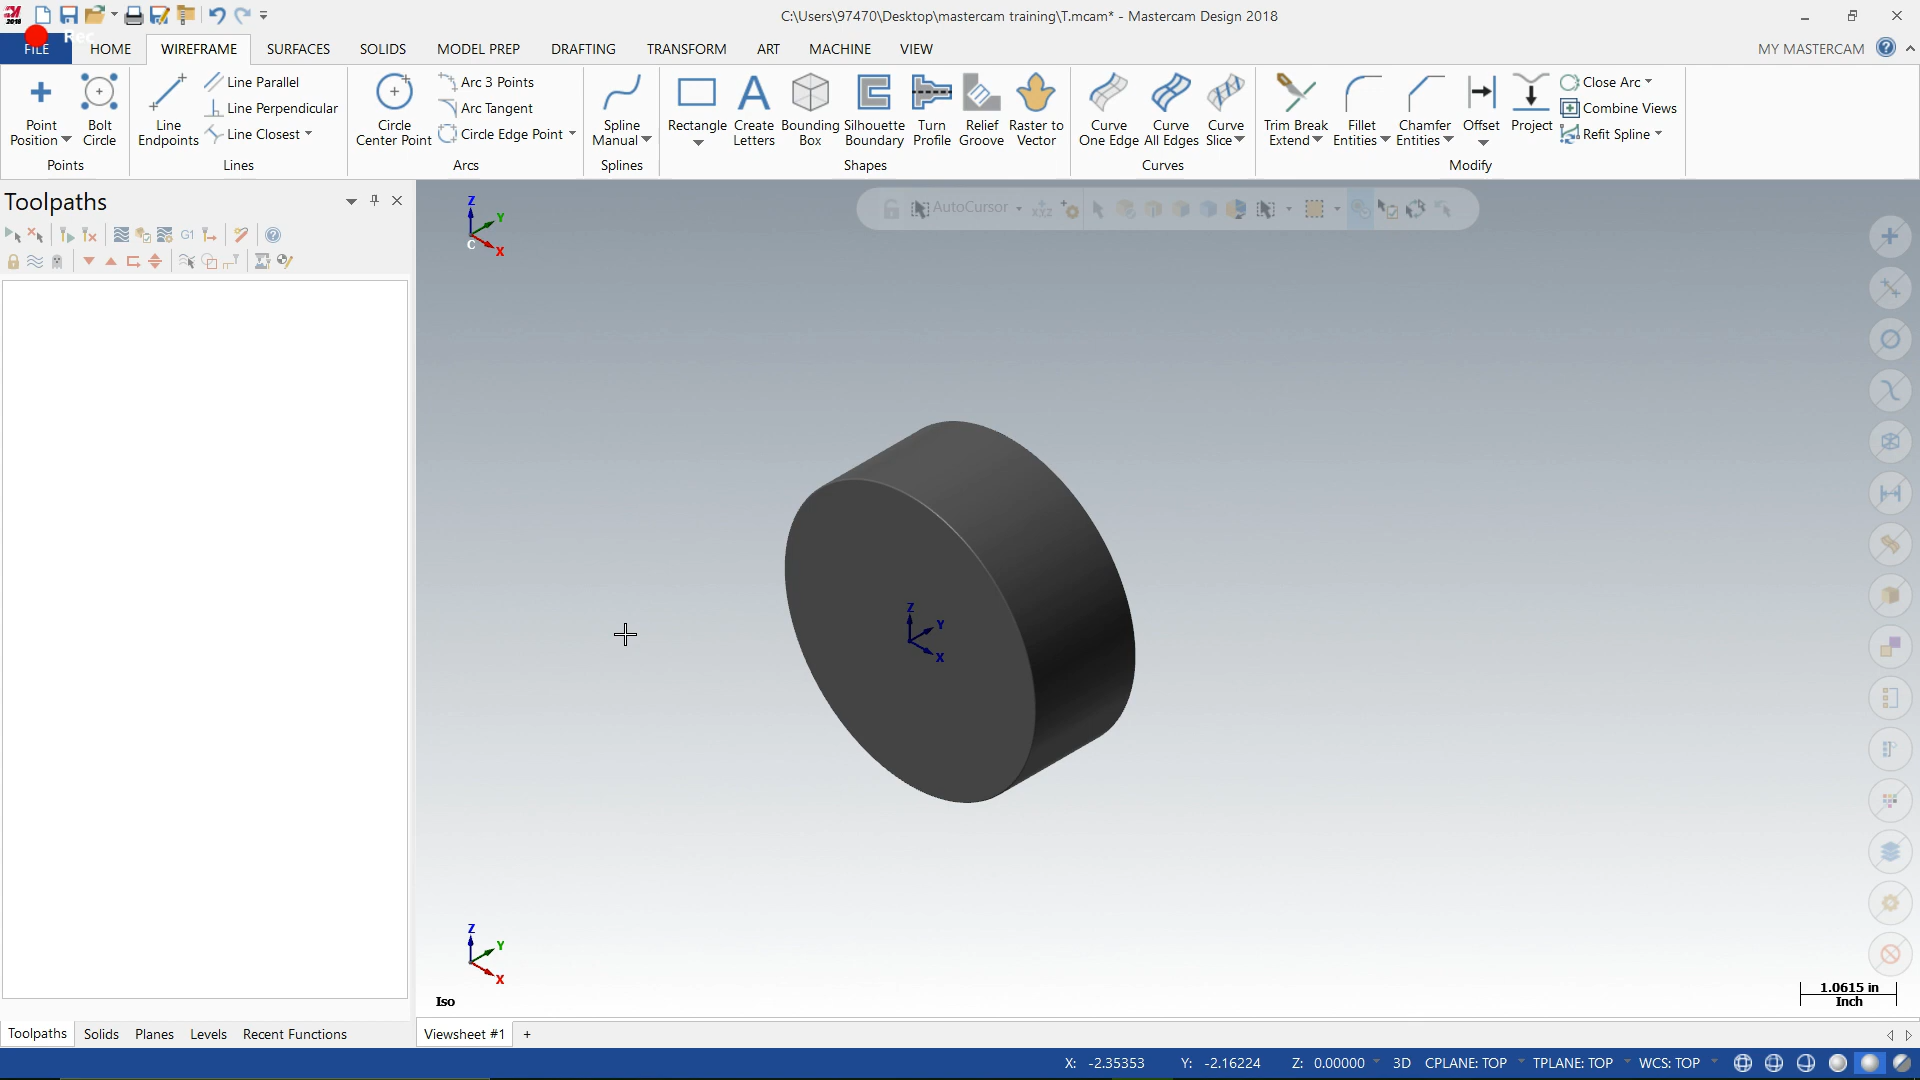 C:\Users\97470\Desktop\mastercam training\T.mcam* - Mastercam Design 2018
Rec
FILE HOME WIREFRAME SURFACES SOLIDS MODEL PREP DRAFTING TRANSFORM ART MACHINE VIEW MY MASTERCAM
Point Position
Bolt Circle
Points
Line Endpoints
Line Parallel
Line Perpendicular
Line Closest
Lines
Circle Center Point
Arc 3 Points
Arc Tangent
Circle Edge Point
Arcs
Spline Manual
Splines
Rectangle
Create Letters
Bounding Box
Silhouette Boundary
Turn Profile
Relief Groove
Raster to Vector
Shapes
Curve One Edge
Curve All Edges
Curve Slice
Curves
Trim Break Extend
Fillet Entities
Chamfer Entities
Offset
Project
Close Arc
Combine Views
Refit Spline
Modify
Toolpaths
G1
AutoCursor
Z
Y
C
X
Z
Y
X
Z
Y
X
Iso
1.0615 in
Inch
Toolpaths Solids Planes Levels Recent Functions
Viewsheet #1 +
X: -2.35353 Y: -2.16224 Z: 0.00000 3D CPLANE: TOP TPLANE: TOP WCS: TOP